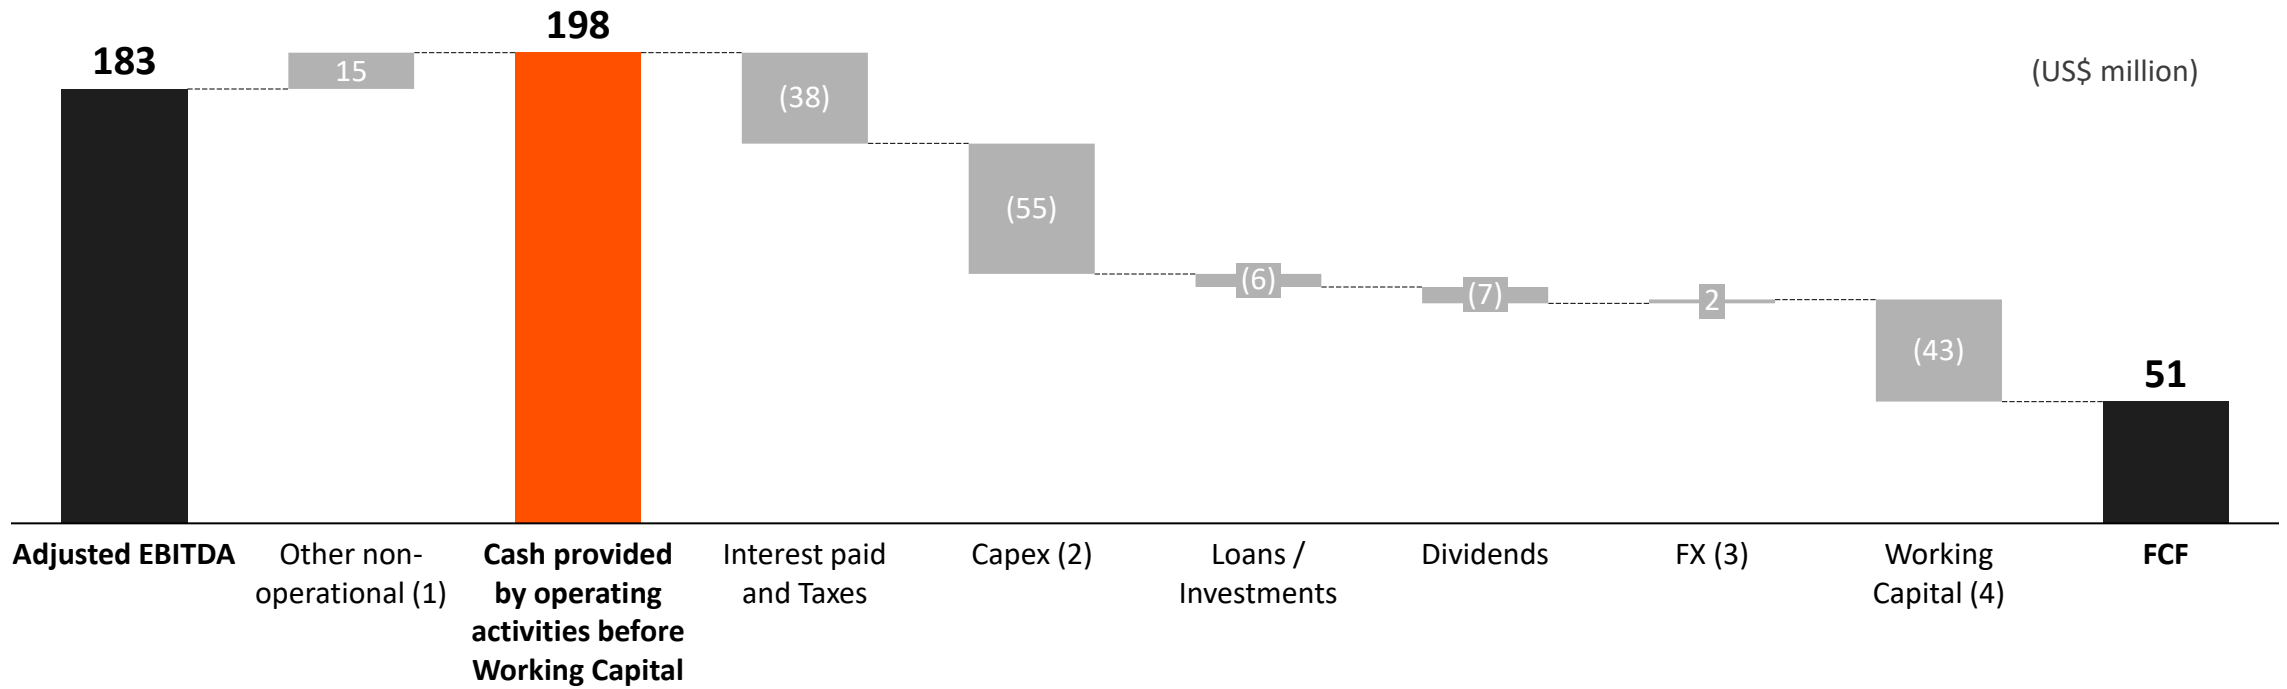 183
15
198
(38)
(55)
(6)
(7)
2
(43)
51
(US$ million)
Adjusted EBITDA
Other non-
operational (1)
Cash provided
by operating
activities before
Working Capital
Interest paid
and Taxes
Capex (2)
Loans /
Investments
Dividends
FX (3)
Working
Capital (4)
FCF